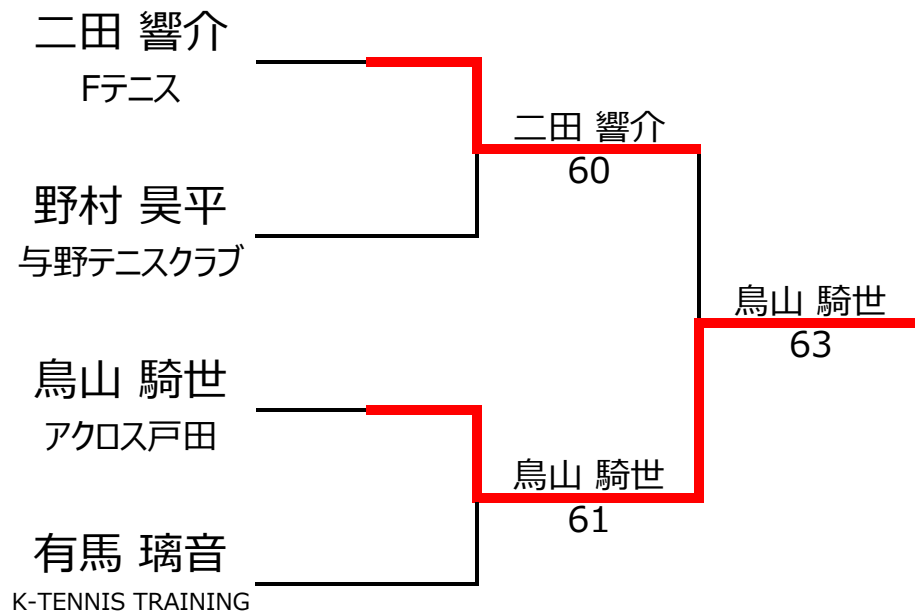 二田 響介
Fテニス
二田 響介
60
野村 昊平
与野テニスクラブ
鳥山 騎世
63
鳥山 騎世
アクロス戸田
鳥山 騎世
61
有馬 璃音
K-TENNIS TRAINING